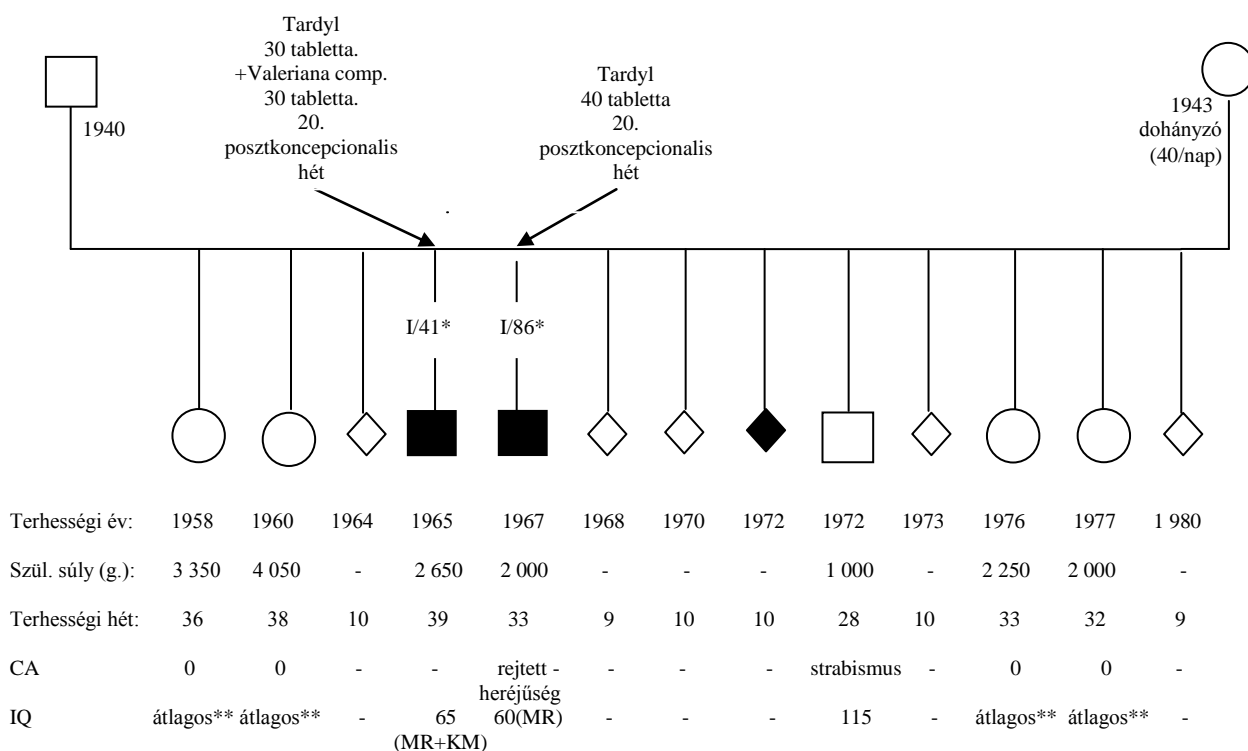 Tardyl
30 tabletta.
+Valeriana comp.
30 tabletta.
20.
posztkoncepcionalis
hét
Tardyl
40 tabletta
20.
posztkoncepcionalis
hét
1940
1943
dohányzó
(40/nap)
I/41*
I/86*
Terhességi év: 1958 1960 1964 1965 1967 1968 1970 1972 1972 1973 1976 1977 1 980
Szül. súly (g.): 3 350 4 050 - 2 650 2 000 - - - 1 000 - 2 250 2 000 -
Terhességi hét: 36 38 10 39 33 9 10 10 28 10 33 32 9
CA 0 0 - - rejtett - - - - strabismus - 0 0 -
heréjűség
IQ átlagos** átlagos** - 65 60(MR) - - - 115 - átlagos** átlagos** -
(MR+KM)